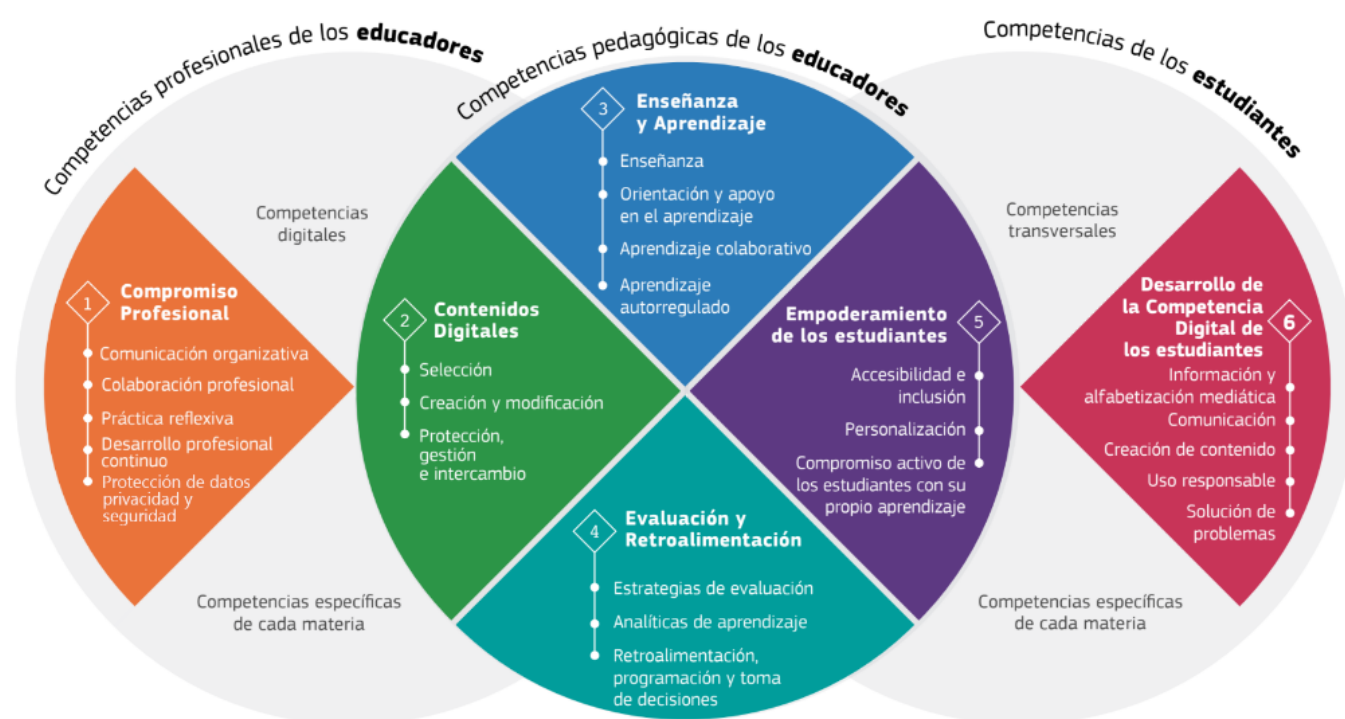 Competencias profesionales de los educadores
Competencias pedagógicas de los educadores
Competencias de los estudiantes
Competencias
digitales
Competencias específicas
de cada materia
1
Compromiso
Profesional
Comunicación organizativa
Colaboración profesional
Práctica reflexiva
Desarrollo profesional
continuo
Protección de datos
privacidad y
seguridad
2
Contenidos
Digitales
Selección
Creación y modificación
Protección,
gestión
e intercambio
3
Enseñanza
y Aprendizaje
Enseñanza
Orientación y apoyo
en el aprendizaje
Aprendizaje colaborativo
Aprendizaje
autorregulado
4
Evaluación y
Retroalimentación
Estrategias de evaluación
Analíticas de aprendizaje
Retroalimentación,
programación y toma
de decisiones
5
Empoderamiento
de los estudiantes
Accesibilidad e
inclusión
Personalización
Compromiso activo de
los estudiantes con su
propio aprendizaje
Competencias
transversales
Competencias específicas
de cada materia
6
Desarrollo de
la Competencia
Digital de
los estudiantes
Información y
alfabetización mediática
Comunicación
Creación de contenido
Uso responsable
Solución de
problemas